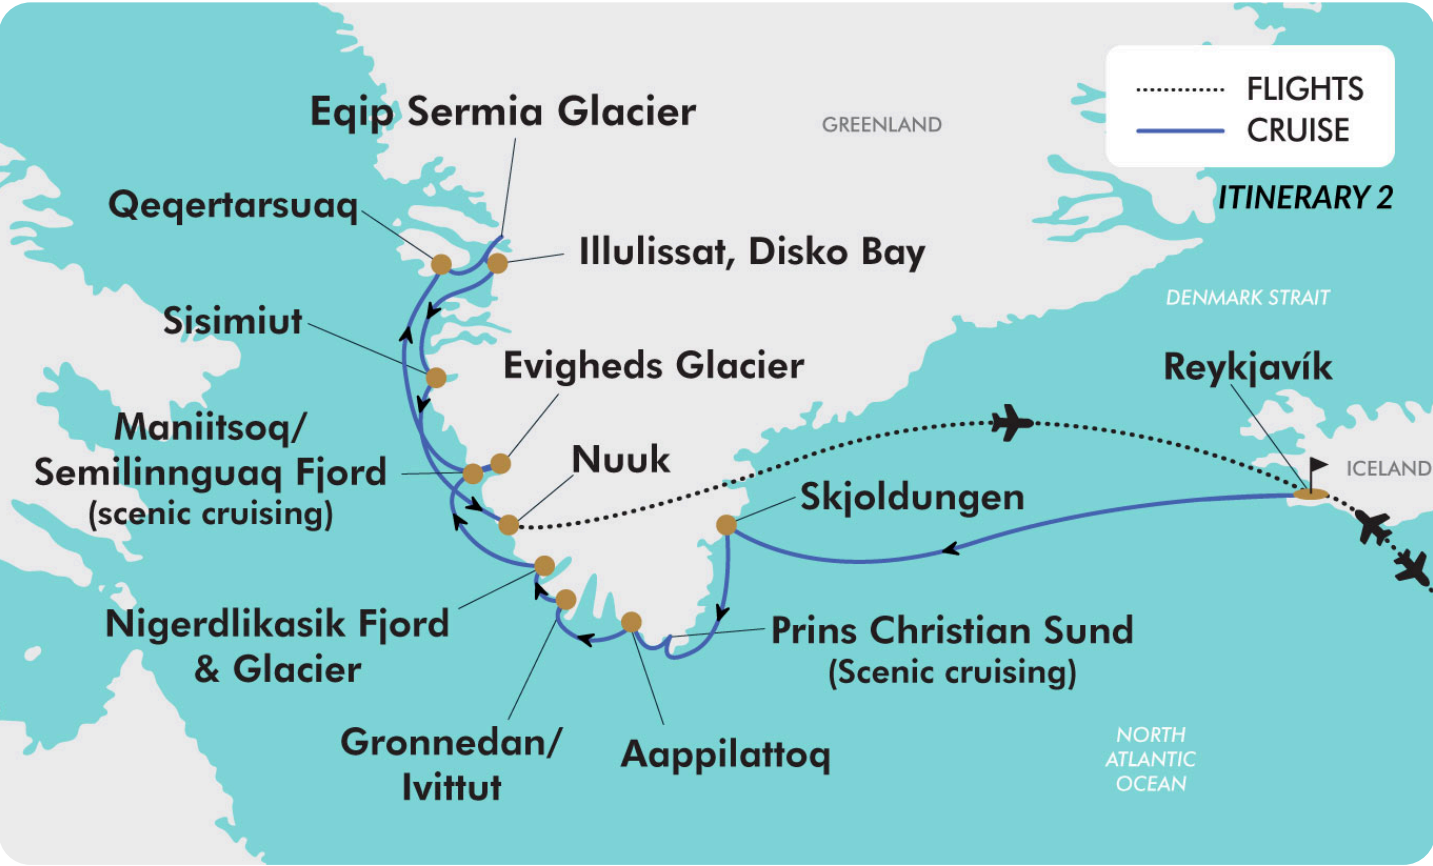 FLIGHTS
CRUISE
ITINERARY 2
Eqip Sermia Glacier
GREENLAND
Qeqertarsuaq
Illulissat, Disko Bay
DENMARK STRAIT
Sisimiut
Evigheds Glacier
Reykjavík
Maniitsoq/
Semilinnguaq Fjord
(scenic cruising)
Nuuk
ICELAND
Skjoldungen
Nigerdlikasik Fjord
& Glacier
Prins Christian Sund
(Scenic cruising)
Gronnedan/
Ivittut
Aappilattoq
NORTH
ATLANTIC
OCEAN